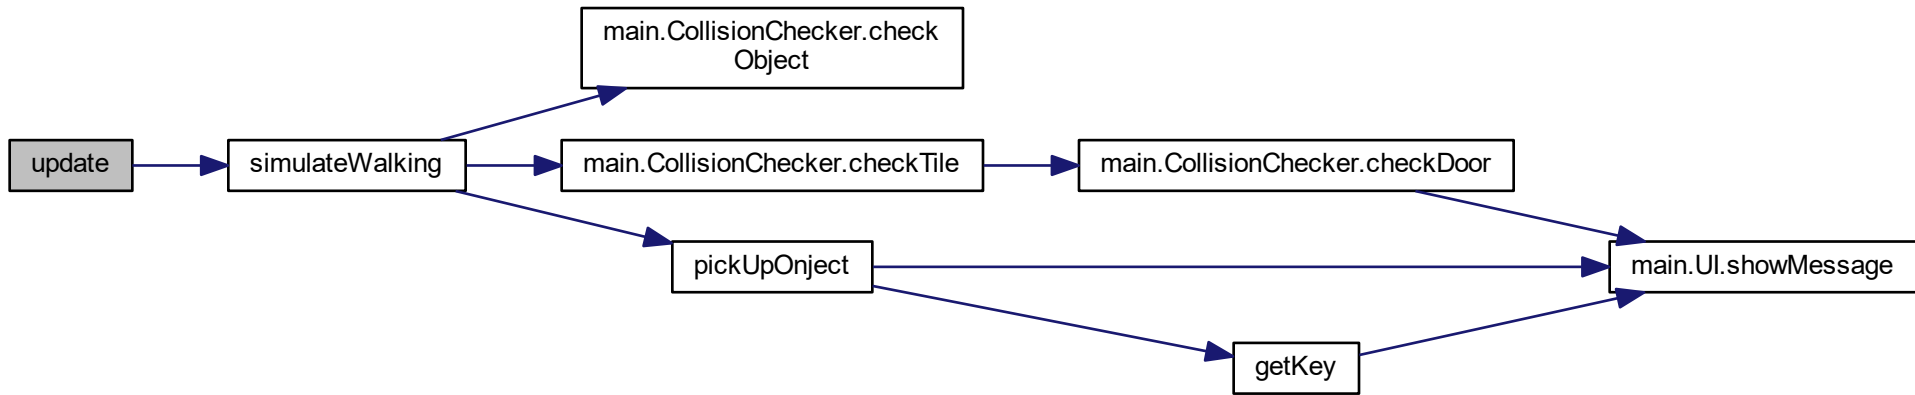 main.CollisionChecker.check
Object
update
simulateWalking
main.CollisionChecker.checkTile
main.CollisionChecker.checkDoor
pickUpOnject
main.UI.showMessage
getKey